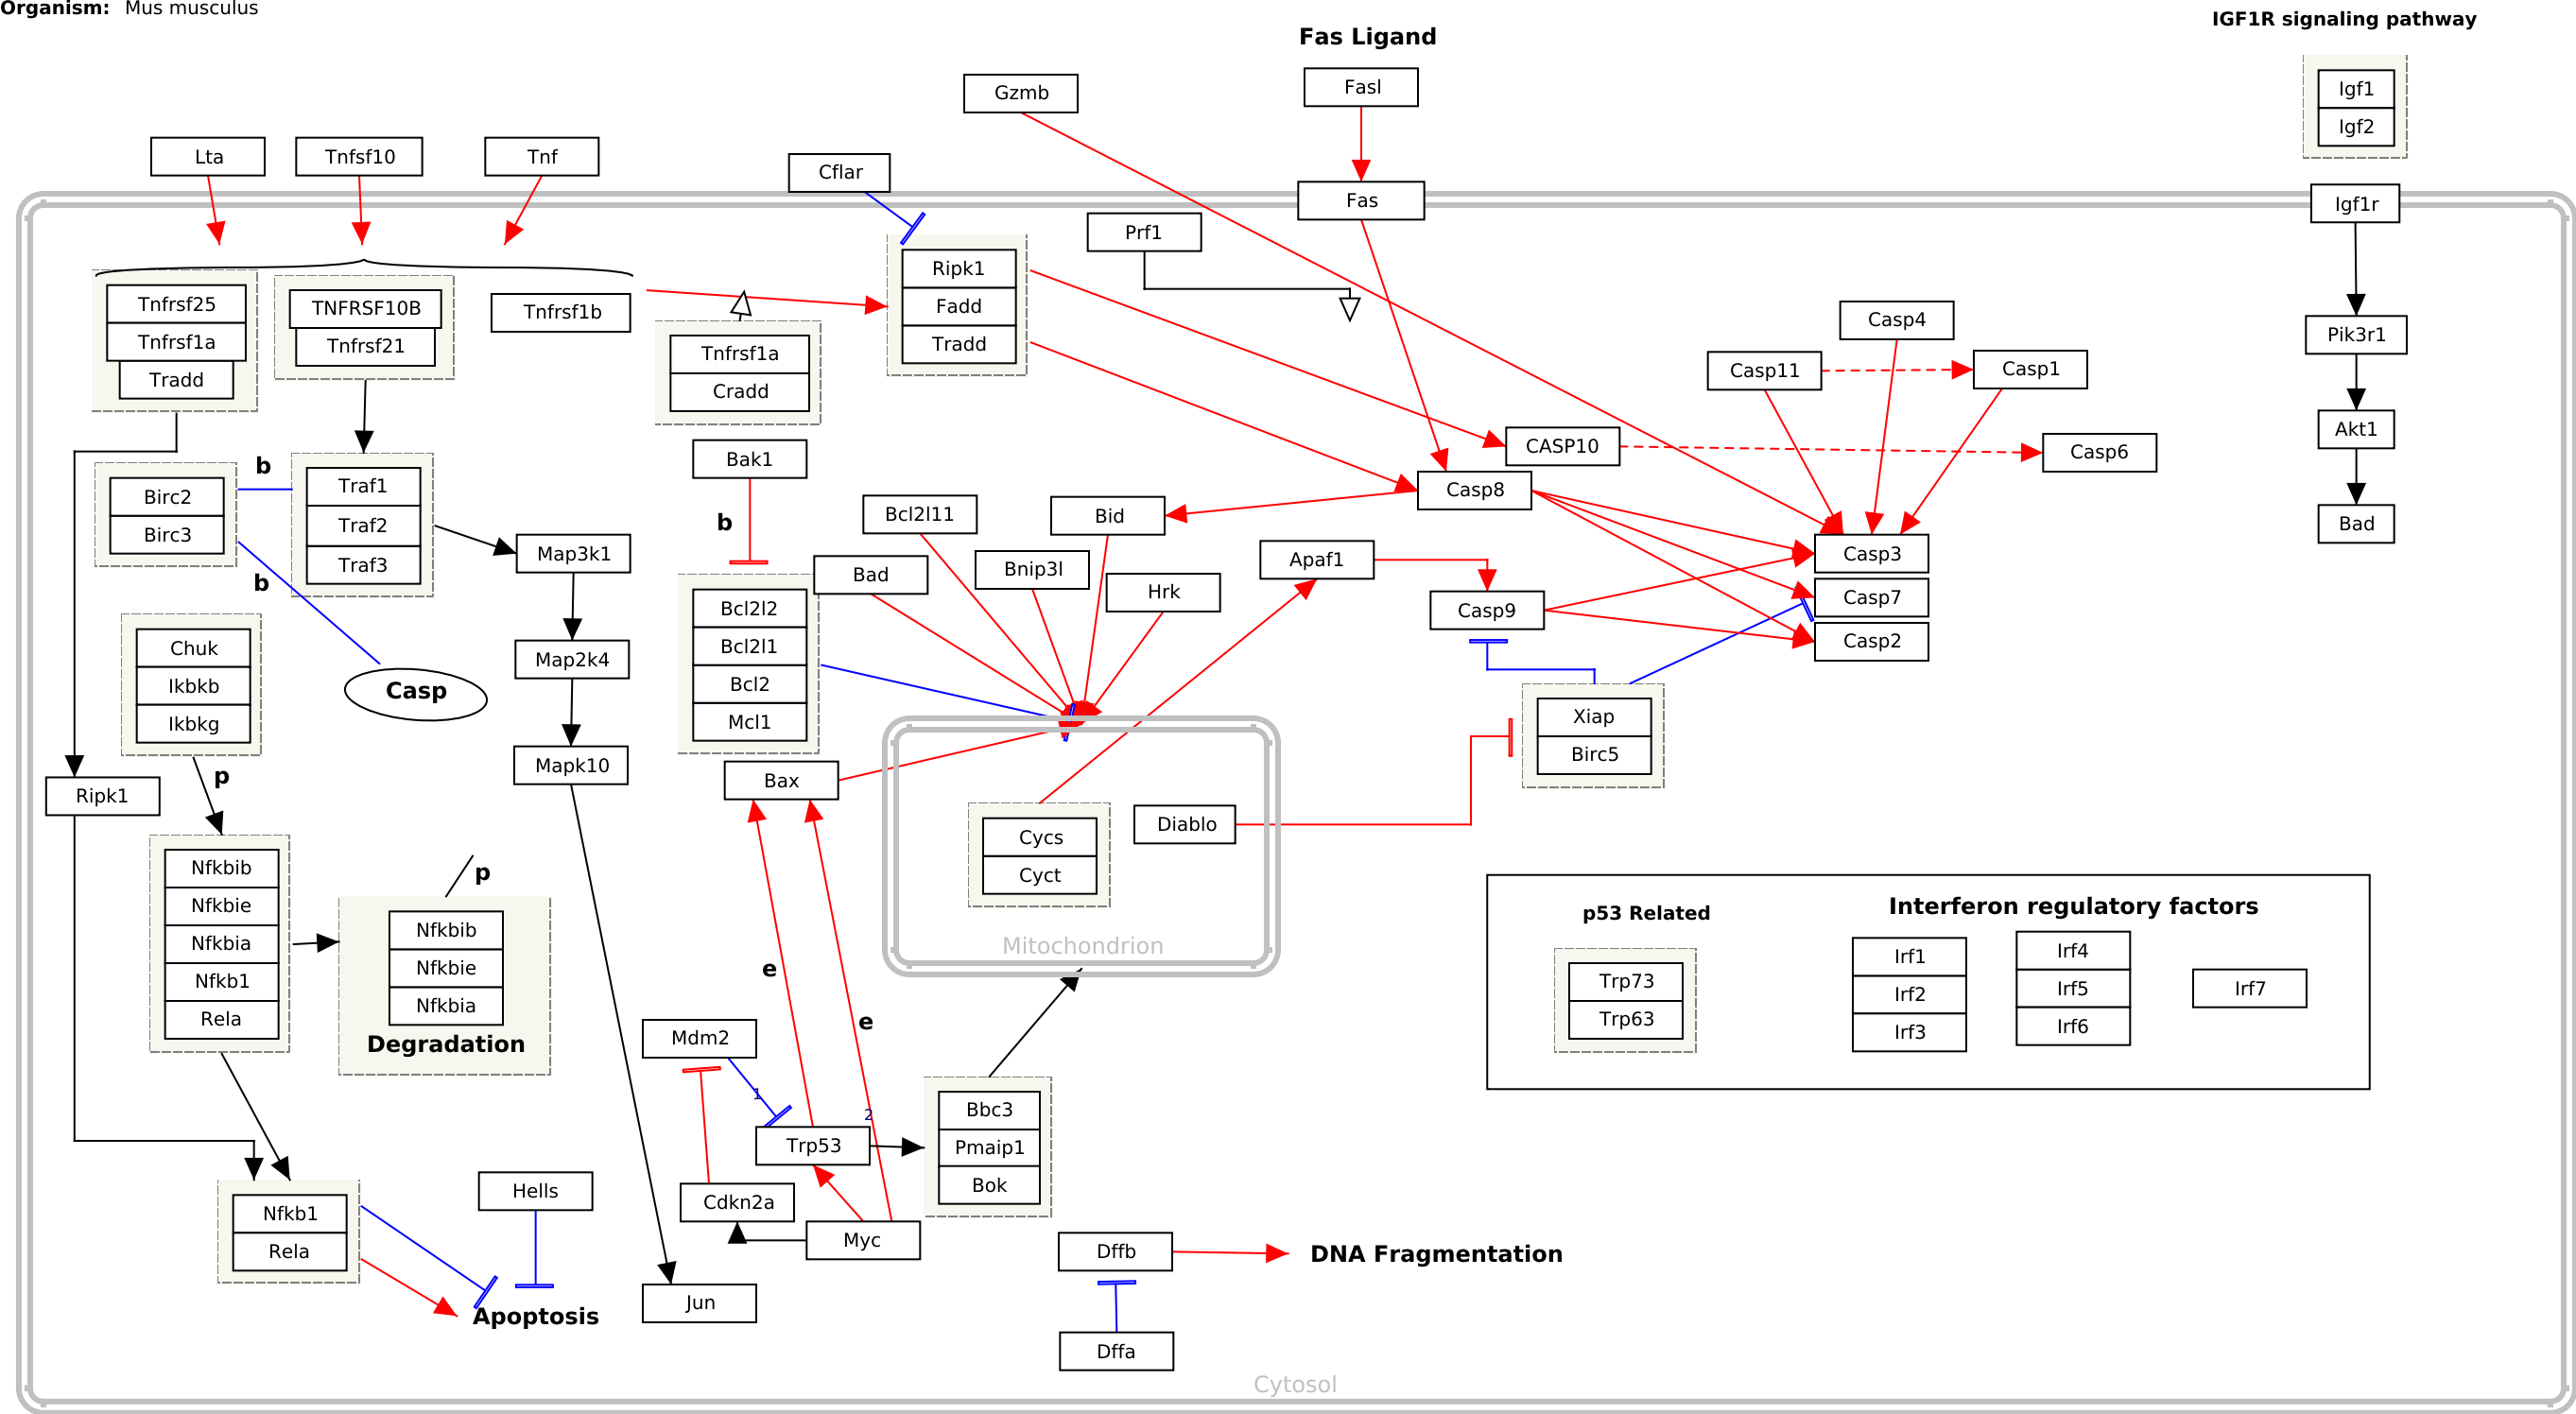 Organism: Mus musculus
IGF1R signaling pathway
Fas Ligand
Gzmb
Fasl
Igf1
Igf2
Lta
Tnfsf10
Tnf
Cflar
Fas
Igf1r
Prf1
Ripk1
Fadd
Tradd
Tnfrsf25
Tnfrsf1a
Tradd
TNFRSF10B
Tnfrsf21
Tnfrsf1b
Tnfrsf1a
Cradd
Casp4
Casp11
Casp1
Pik3r1
Akt1
Bad
CASP10
Casp6
Casp8
Bak1
b
b
b
Birc2
Birc3
Traf1
Traf2
Traf3
Map3k1
Map2k4
Mapk10
Bcl2l11
Bid
Bad
Bnip3l
Hrk
Apaf1
Casp9
Casp3
Casp7
Casp2
Bcl2l2
Bcl2l1
Bcl2
Mcl1
Chuk
Ikbkb
Ikbkg
Casp
Xiap
Birc5
p
Ripk1
Bax
Cycs
Cyct
Diablo
Mitochondrion
Nfkbib
Nfkbie
Nfkbia
Nfkb1
Rela
p
Nfkbib
Nfkbie
Nfkbia
Degradation
e
e
p53 Related
Interferon regulatory factors
Trp73
Trp63
Irf1
Irf2
Irf3
Irf4
Irf5
Irf6
Irf7
Mdm2
1
2
Trp53
Bbc3
Pmaip1
Bok
Cdkn2a
Myc
Hells
Nfkb1
Rela
Apoptosis
Jun
Dffb
DNA Fragmentation
Dffa
Cytosol